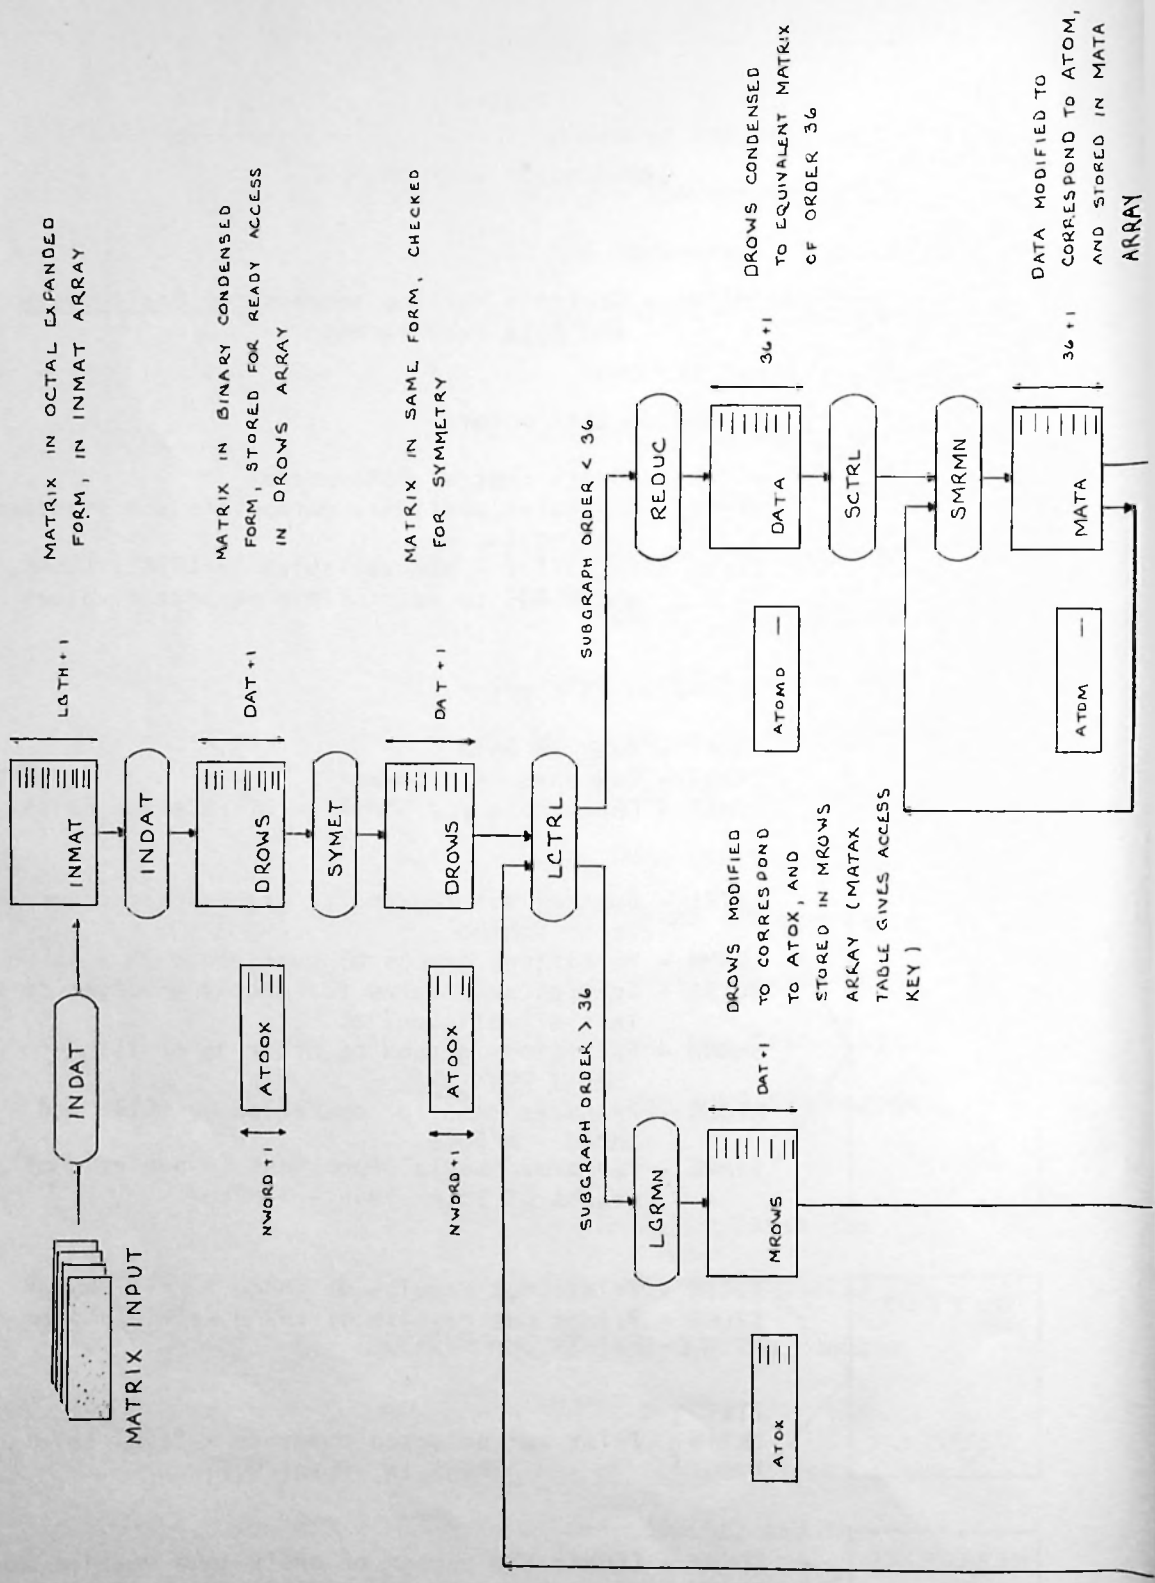 MATRIX INPUT
INDAT
INMAT
LGTH+1
MATRIX IN OCTAL EXPANDED
FORM, IN INMAT ARRAY
INDAT
NWORD+1
ATOOX
DROWS
DAT+1
MATRIX IN BINARY CONDENSED
FORM, STORED FOR READY ACCESS
IN DROWS ARRAY
SYMET
NWORD+1
ATOOX
DROWS
DAT+1
MATRIX IN SAME FORM, CHECKED
FOR SYMMETRY
LCTRL
SUBGRAPH ORDER > 36
SUBGRAPH ORDER < 36
LGRMN
ATOX
MROWS
DAT+1
DROWS MODIFIED
TO CORRESPOND
TO ATOX, AND
STORED IN MROWS
ARRAY (MATAX
TABLE GIVES ACCESS
KEY)
REDUC
ATOMD
DATA
36+1
DROWS CONDENSED
TO EQUIVALENT MATRIX
OF ORDER 36
SCTRL
SMRMN
ATOM
MATA
36+1
DATA MODIFIED TO
CORRESPOND TO ATOM,
AND STORED IN MATA
ARRAY